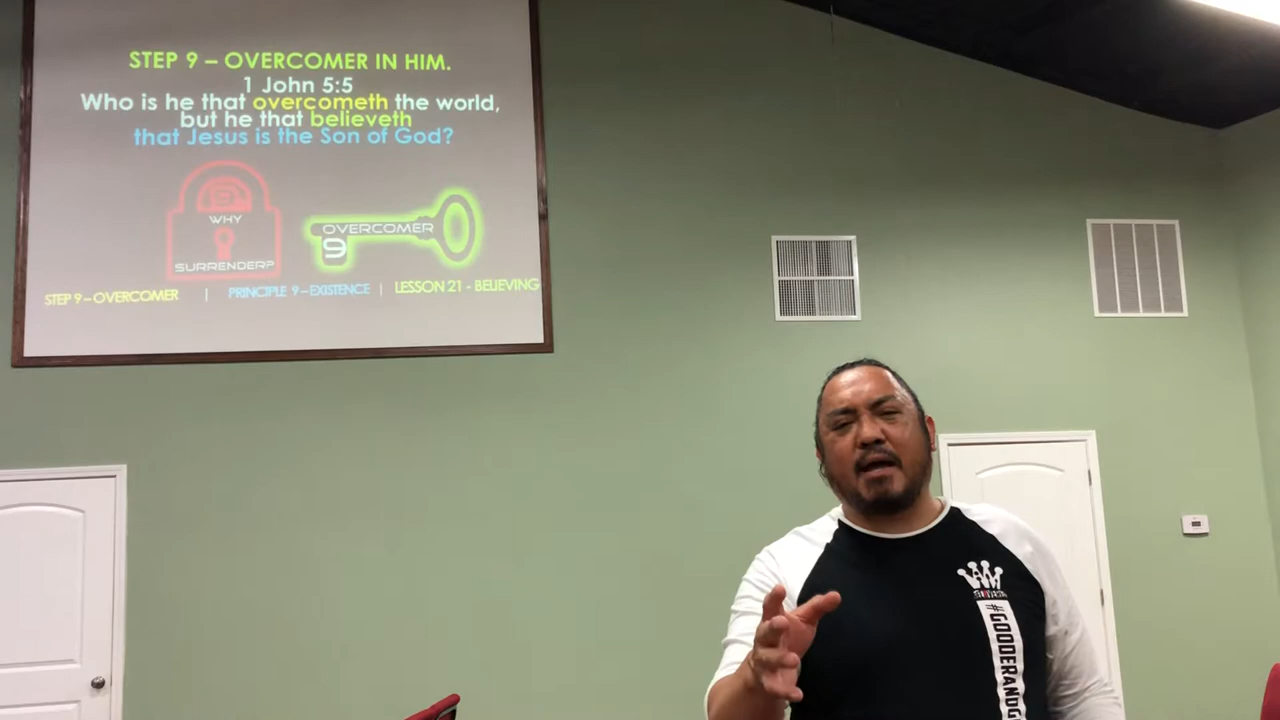 STEP 9 – OVERCOMER IN HIM.
1 John 5:5
Who is he that overcometh the world,
but he that believeth
that Jesus is the Son of God?
9
WHY
SURRENDER?
OVERCOMER
9
STEP 9 – OVERCOMER | PRINCIPLE 9 – EXISTENCE | LESSON 21 - BELIEVING
#GOODERANDG